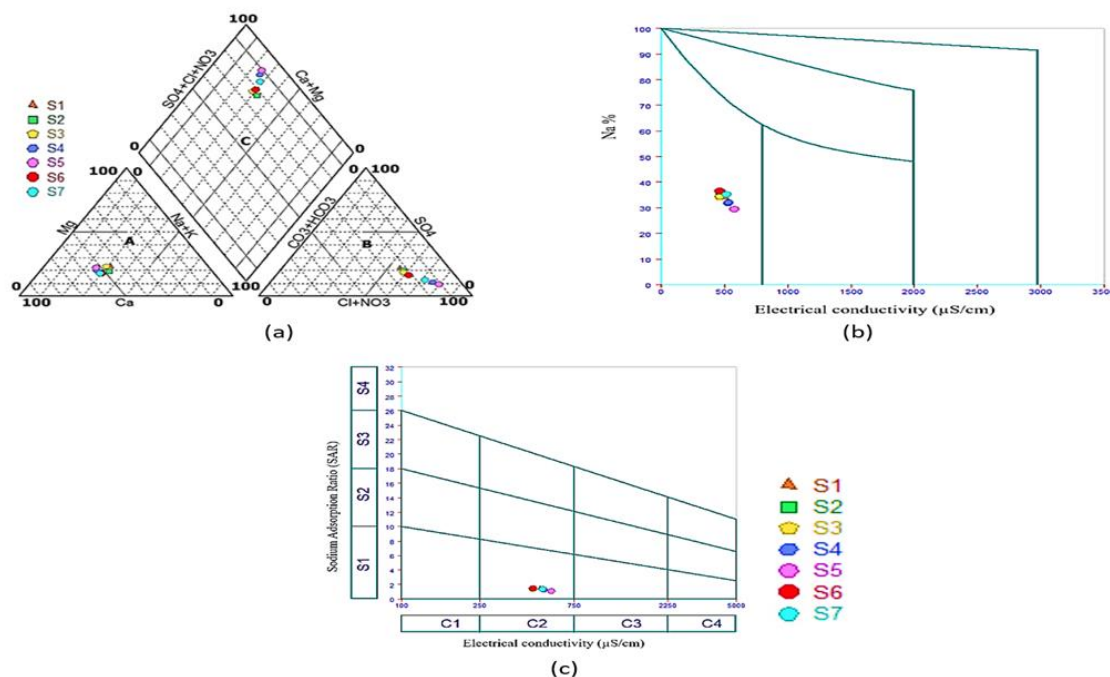 100
SO4+Cl+NO3
Ca+Mg
S1
S2
S3
S4
S5
S6
S7
0
C
0
100
0
0
100
Mg
Na+K
A
CO3+HCO3
SO4
B
100
0
0
100
Ca
0
0
Cl+NO3
100
(a)
100
90
80
70
60
50
40
30
20
10
0
Na %
0
500
1000
1500
2000
2500
3000
350
Electrical conductivity (µS/cm)
(b)
S4
S3
S2
S1
Sodium Adsorption Ratio (SAR)
32
30
28
26
24
22
20
18
16
14
12
10
8
6
4
2
0
100
250
750
2250
5000
C1
C2
C3
C4
Electrical conductivity (µS/cm)
(c)
S1
S2
S3
S4
S5
S6
S7